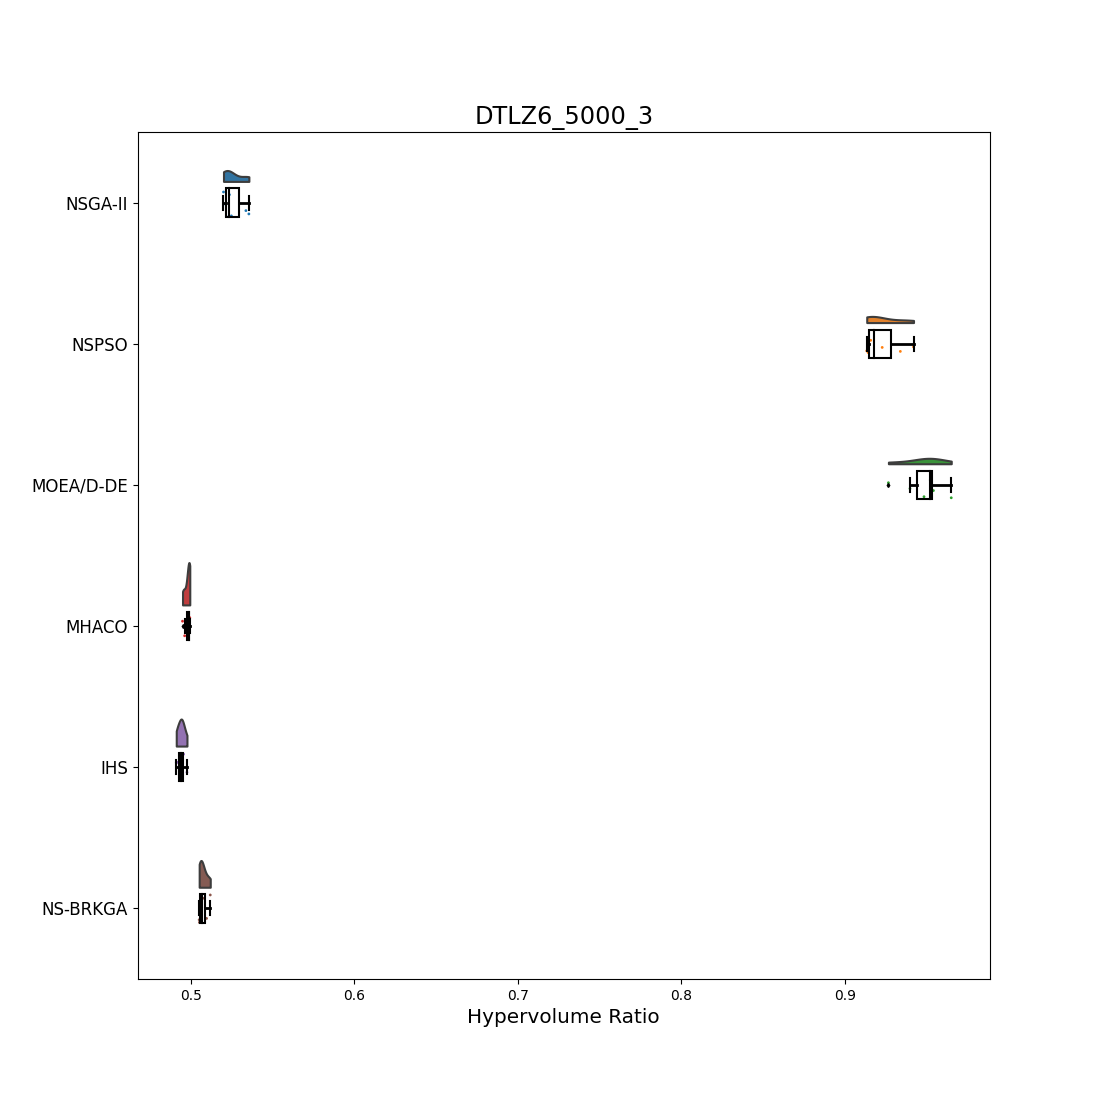 DTLZ6_5000_3
NSGA-II
NSPSO
MOEA/D-DE
MHACO
IHS
NS-BRKGA
0.5 0.6 0.7 0.8 0.9
Hypervolume Ratio